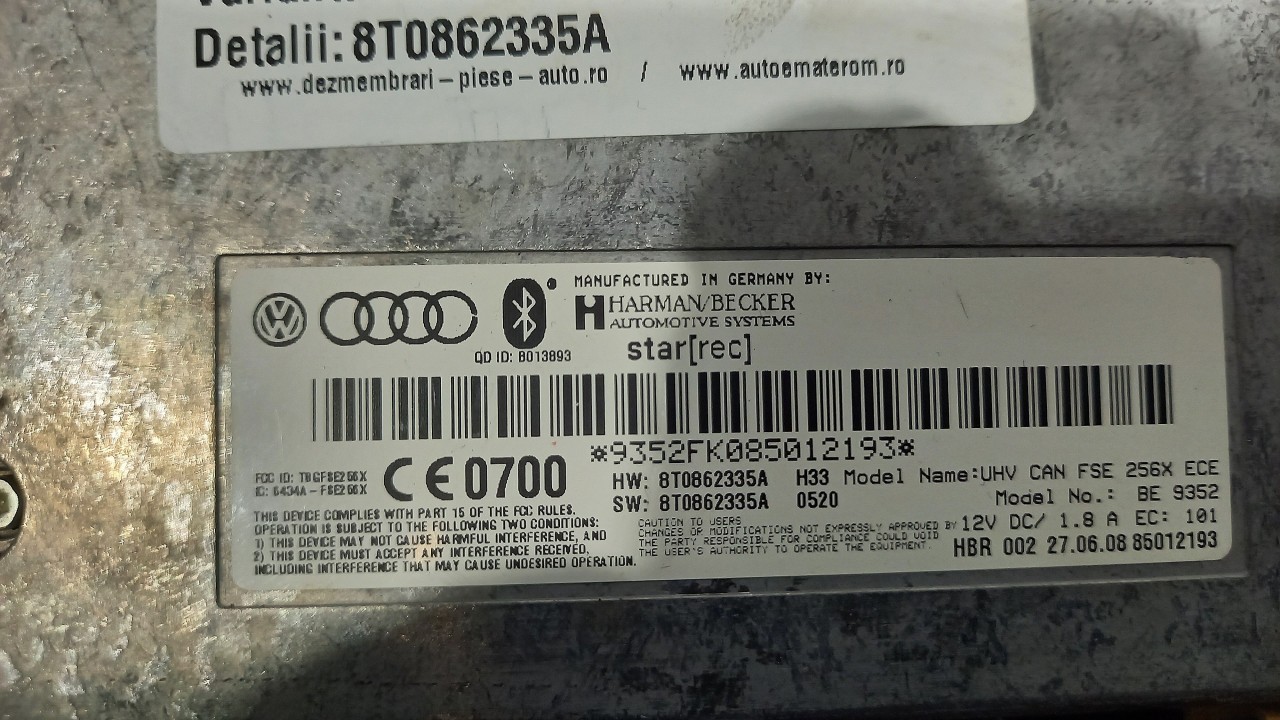 Detalii: 8T0862335A
www.dezmembrari-piese-auto.ro / www.autoematerom.ro
MANUFACTURED IN GERMANY BY:
HARMAN/BECKER
AUTOMOTIVE SYSTEMS
QD ID: B013893
star[rec]
*9352FK085012193*
FCC ID: T8GFSE256X
IC: 6434A-FSE256X
CE 0700
HW: 8T0862335A H33 Model Name:UHV CAN FSE 256X ECE
SW: 8T0862335A 0520 Model No.: BE 9352
THIS DEVICE COMPLIES WITH PART 15 OF THE FCC RULES.
OPERATION IS SUBJECT TO THE FOLLOWING TWO CONDITIONS:
1) THIS DEVICE MAY NOT CAUSE HARMFUL INTERFERENCE, AND
2) THIS DEVICE MUST ACCEPT ANY INTERFERENCE RECEIVED,
INCLUDING INTERFERENCE THAT MAY CAUSE UNDESIRED OPERATION.
CAUTION TO USERS
CHANGES OR MODIFICATIONS NOT EXPRESSLY APPROVED BY
THE PARTY RESPONSIBLE FOR COMPLIANCE COULD VOID
THE USER'S AUTHORITY TO OPERATE THE EQUIPMENT.
12V DC/ 1.8 A EC: 101
HBR 002 27.06.08 85012193